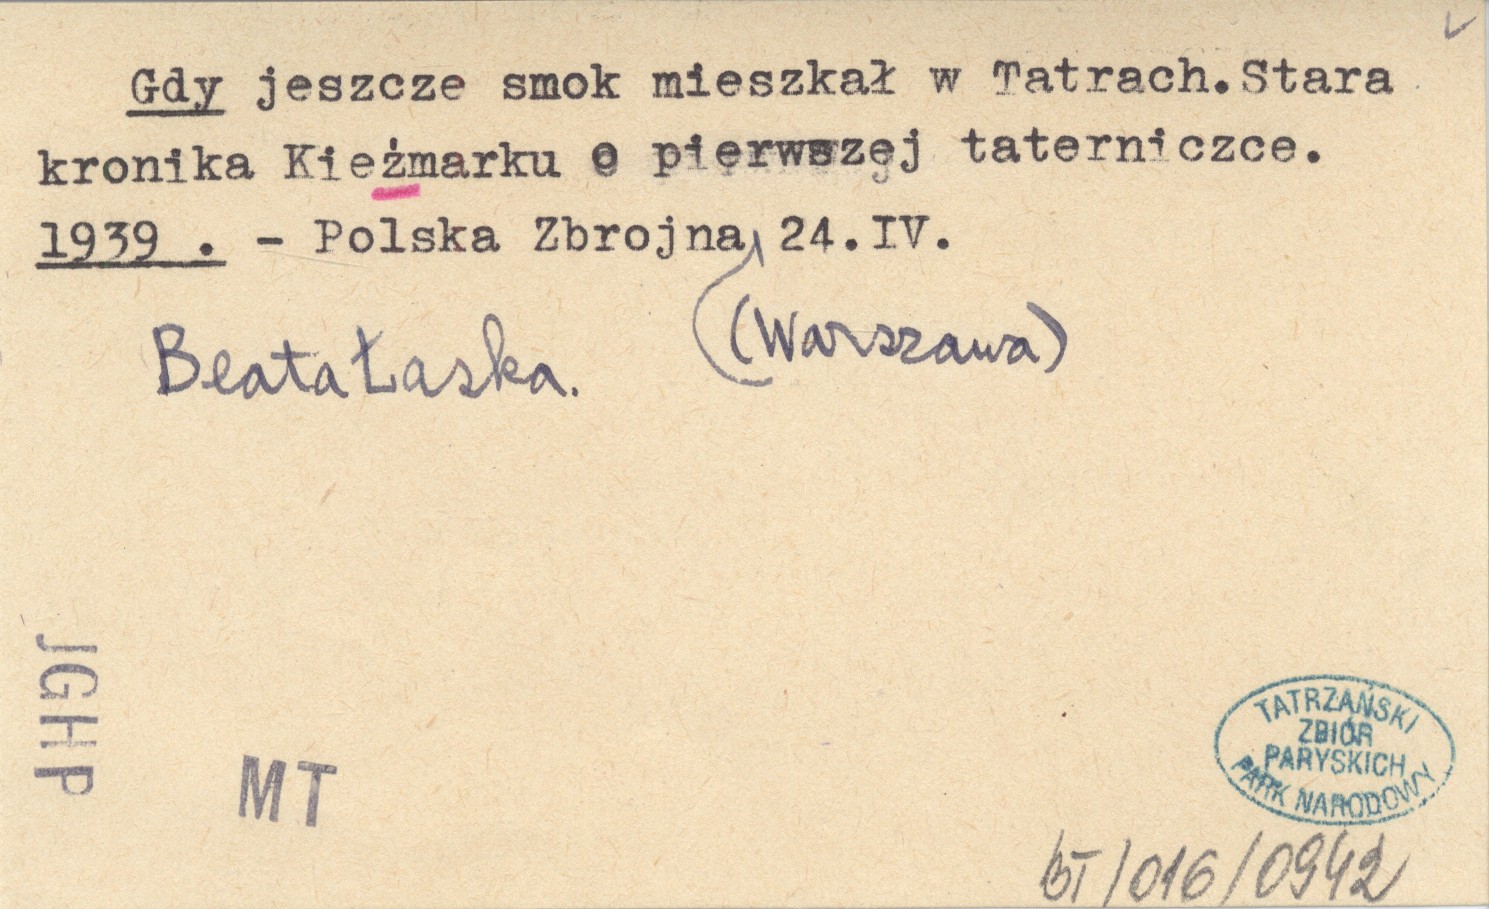 Gdy jeszcze smok mieszkał w Tatrach.Stara
kronika Kieżmarku o pierwszej taterniczce.
1939 . - Polska Zbrojna, 24.IV.
(Warszawa)
Beata Łaska.
JGHP
MT
TATRZAŃSKI
ZBIÓR
PARYSKICH
PARK NARODOWY
BT/016/0942